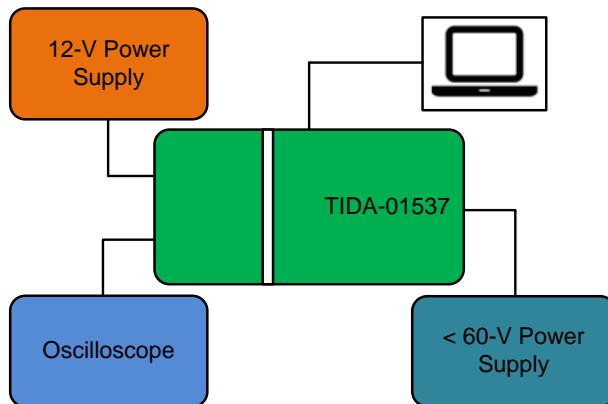 12-V Power
Supply
TIDA-01537
Oscilloscope
< 60-V Power
Supply